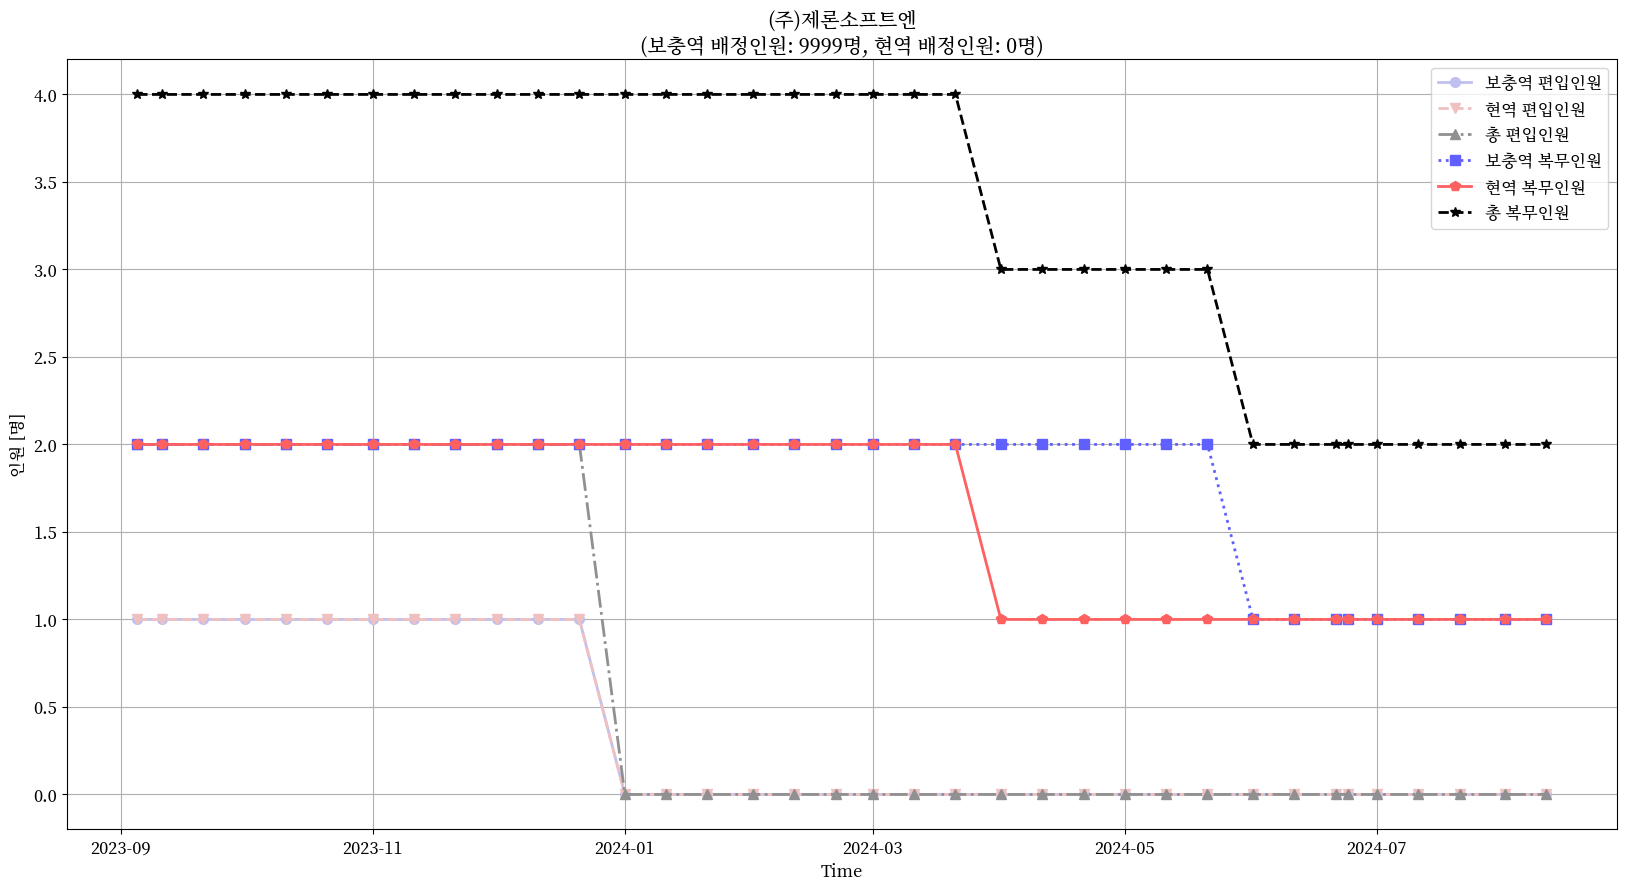 (주)제론소프트엔
(보충역 배정인원: 9999명, 현역 배정인원: 0명)
보충역 편입인원
현역 편입인원
총 편입인원
보충역 복무인원
현역 복무인원
총 복무인원
4.0
3.5
3.0
2.5
2.0
1.5
1.0
0.5
0.0
인원 [명]
2023-09
2023-11
2024-01
2024-03
2024-05
2024-07
Time